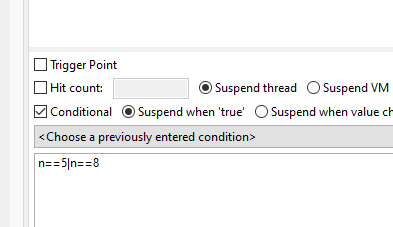 Trigger Point
Hit count: Suspend thread Suspend VM
Conditional Suspend when 'true' Suspend when value ch
<Choose a previously entered condition>
n==5|n==8